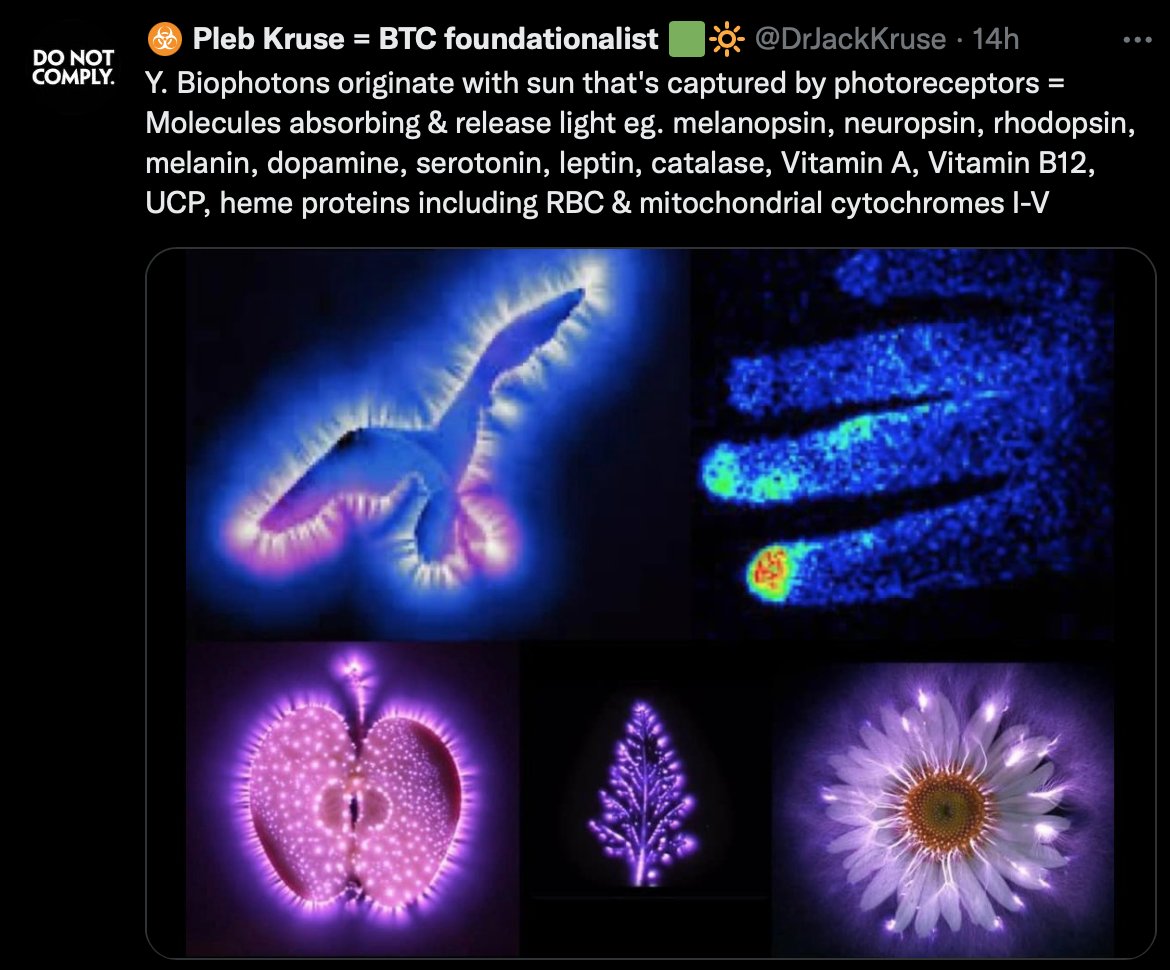 DO NOT
COMPLY.
☣ Pleb Kruse = BTC foundationalist 🟩🔆 @DrJackKruse · 14h
Y. Biophotons originate with sun that's captured by photoreceptors =
Molecules absorbing & release light eg. melanopsin, neuropsin, rhodopsin,
melanin, dopamine, serotonin, leptin, catalase, Vitamin A, Vitamin B12,
UCP, heme proteins including RBC & mitochondrial cytochromes I-V